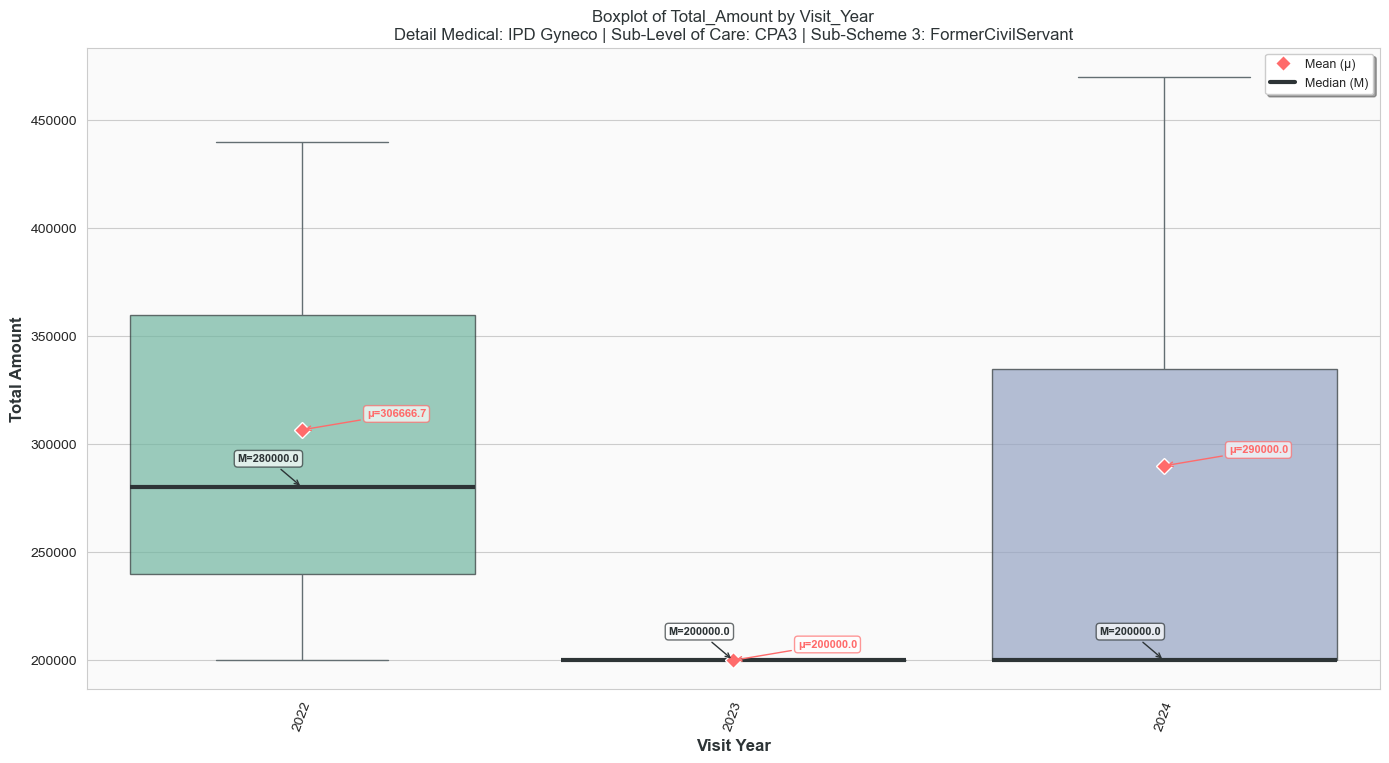 Boxplot of Total_Amount by Visit_Year
Detail Medical: IPD Gyneco | Sub-Level of Care: CPA3 | Sub-Scheme 3: FormerCivilServant
Mean (μ)
Median (M)
Total Amount
450000
400000
350000
300000
250000
200000
μ=306666.7
M=280000.0
M=200000.0
μ=200000.0
μ=290000.0
M=200000.0
2022
2023
2024
Visit Year